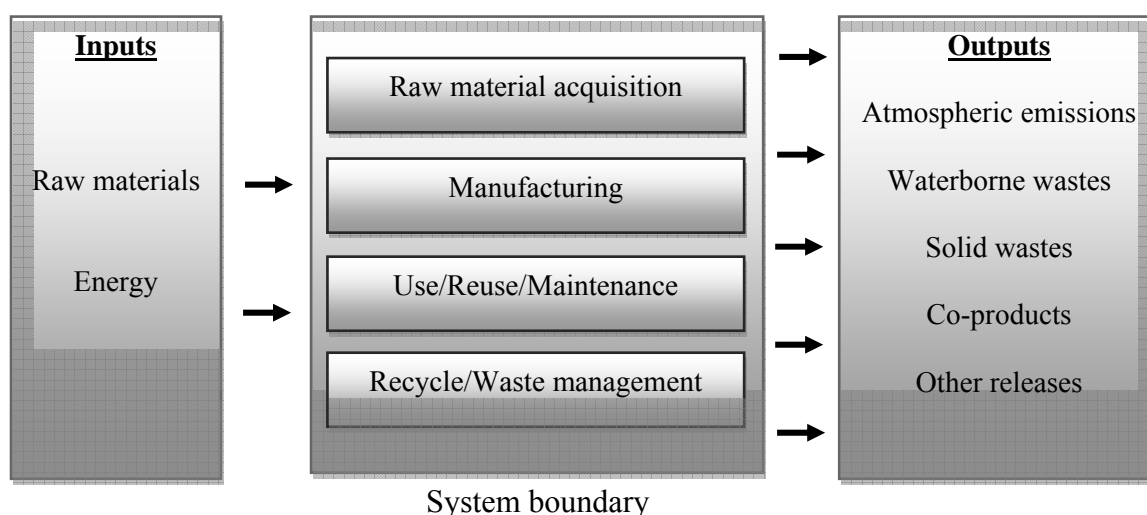 Inputs
Raw materials
Energy
Raw material acquisition
Manufacturing
Use/Reuse/Maintenance
Recycle/Waste management
System boundary
Outputs
Atmospheric emissions
Waterborne wastes
Solid wastes
Co-products
Other releases